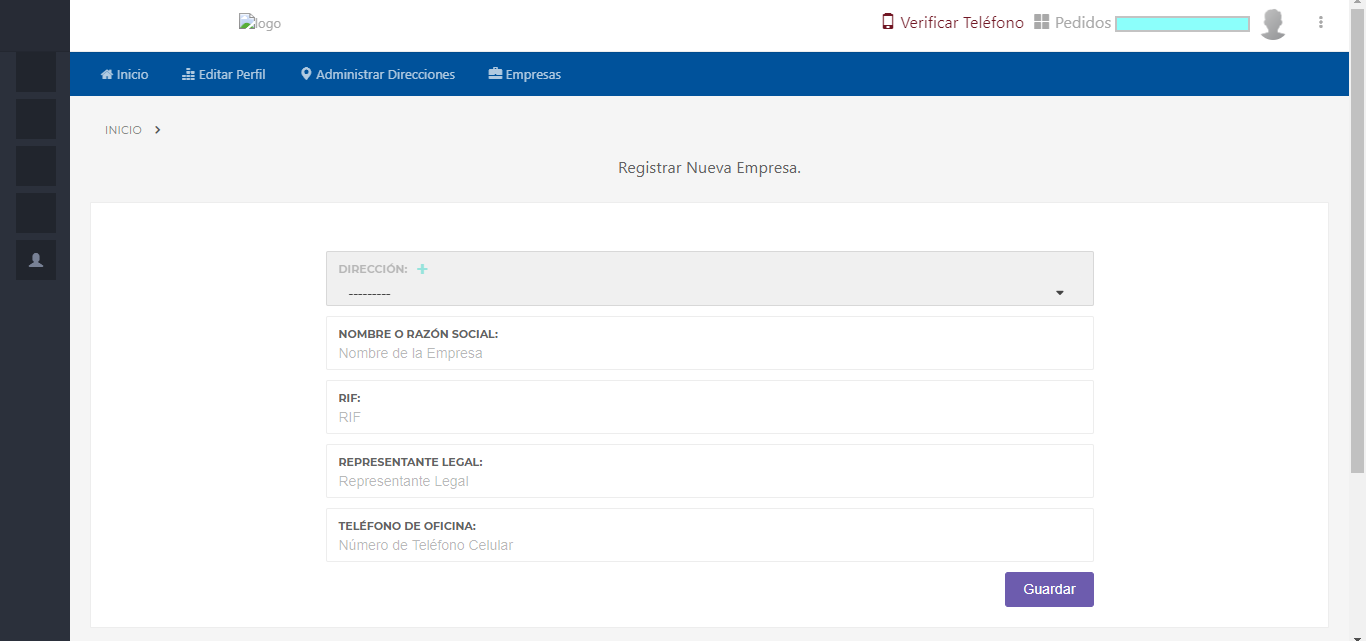 logo
Verificar Teléfono Pedidos
Inicio Editar Perfil Administrar Direcciones Empresas
INICIO
Registrar Nueva Empresa.
DIRECCIÓN: +
---------
NOMBRE O RAZÓN SOCIAL:
Nombre de la Empresa
RIF:
RIF
REPRESENTANTE LEGAL:
Representante Legal
TELÉFONO DE OFICINA:
Número de Teléfono Celular
Guardar